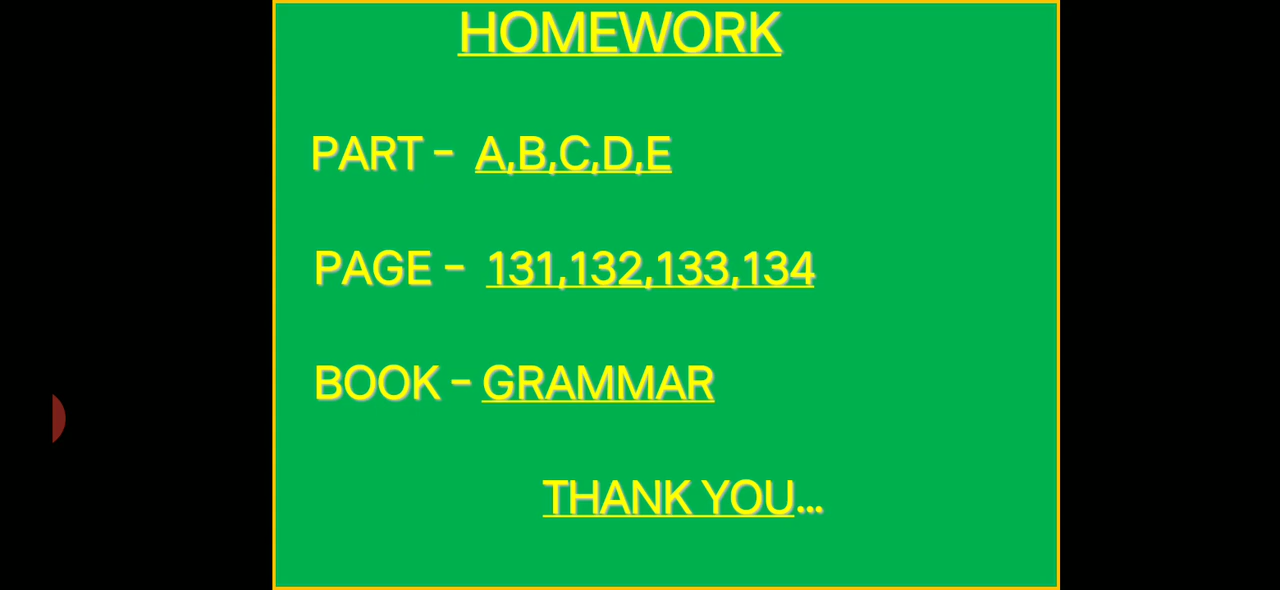 HOMEWORK
PART - A,B,C,D,E
PAGE - 131,132,133,134
BOOK - GRAMMAR
THANK YOU...